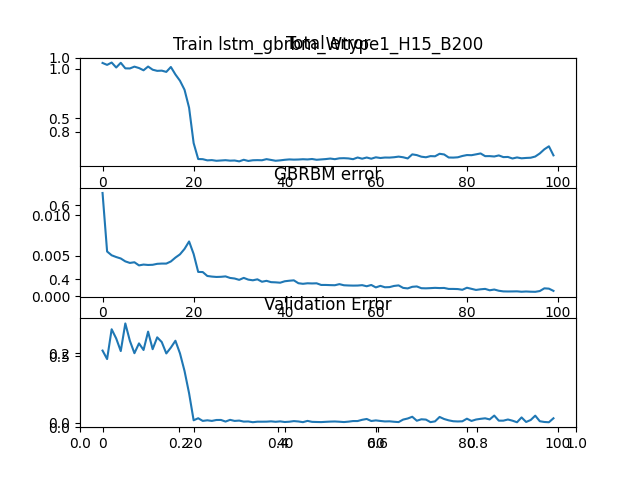 Train lstm_gbrbm_Wtype1_H15_B200
Total error
1.0
1.0
0.5
0.8
0 20 40 60 80 100
GBRBM error
0.6
0.010
0.005
0.4
0.000
0 20 40 60 80 100
Validation Error
0.2
0.5
0.0
0.0
0.0 0 0.2 20 0.4 40 0.6 60 0.8 80 100 1.0